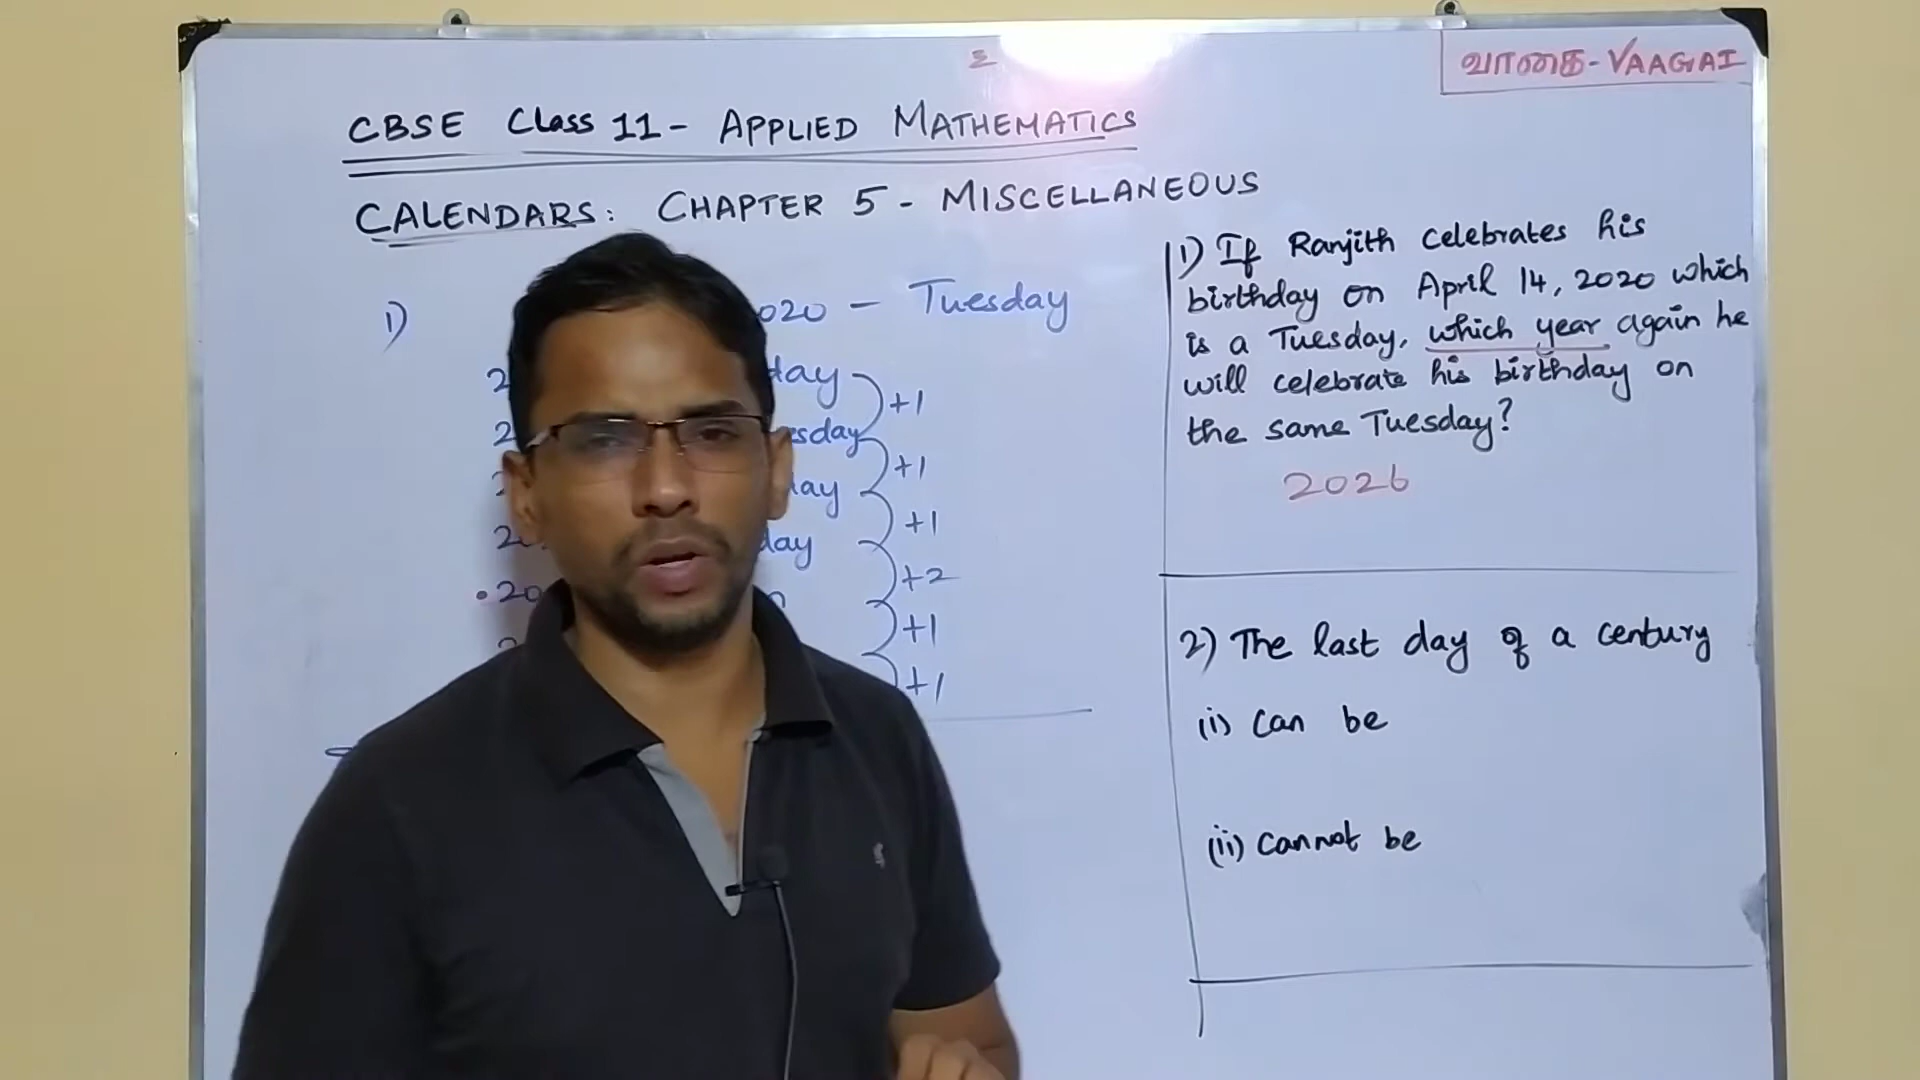 வாகை - VAAGAI
CBSE Class 11 - APPLIED MATHEMATICS
CALENDARS: CHAPTER 5 - MISCELLANEOUS
1) 020 - Tuesday
+1
+1
+1
+2
+1
+1
1) If Ranjith celebrates his
birthday on April 14, 2020 which
is a Tuesday, which year again he
will celebrate his birthday on
the same Tuesday?
2026
2) The last day of a century
(i) Can be
(ii) Cannot be